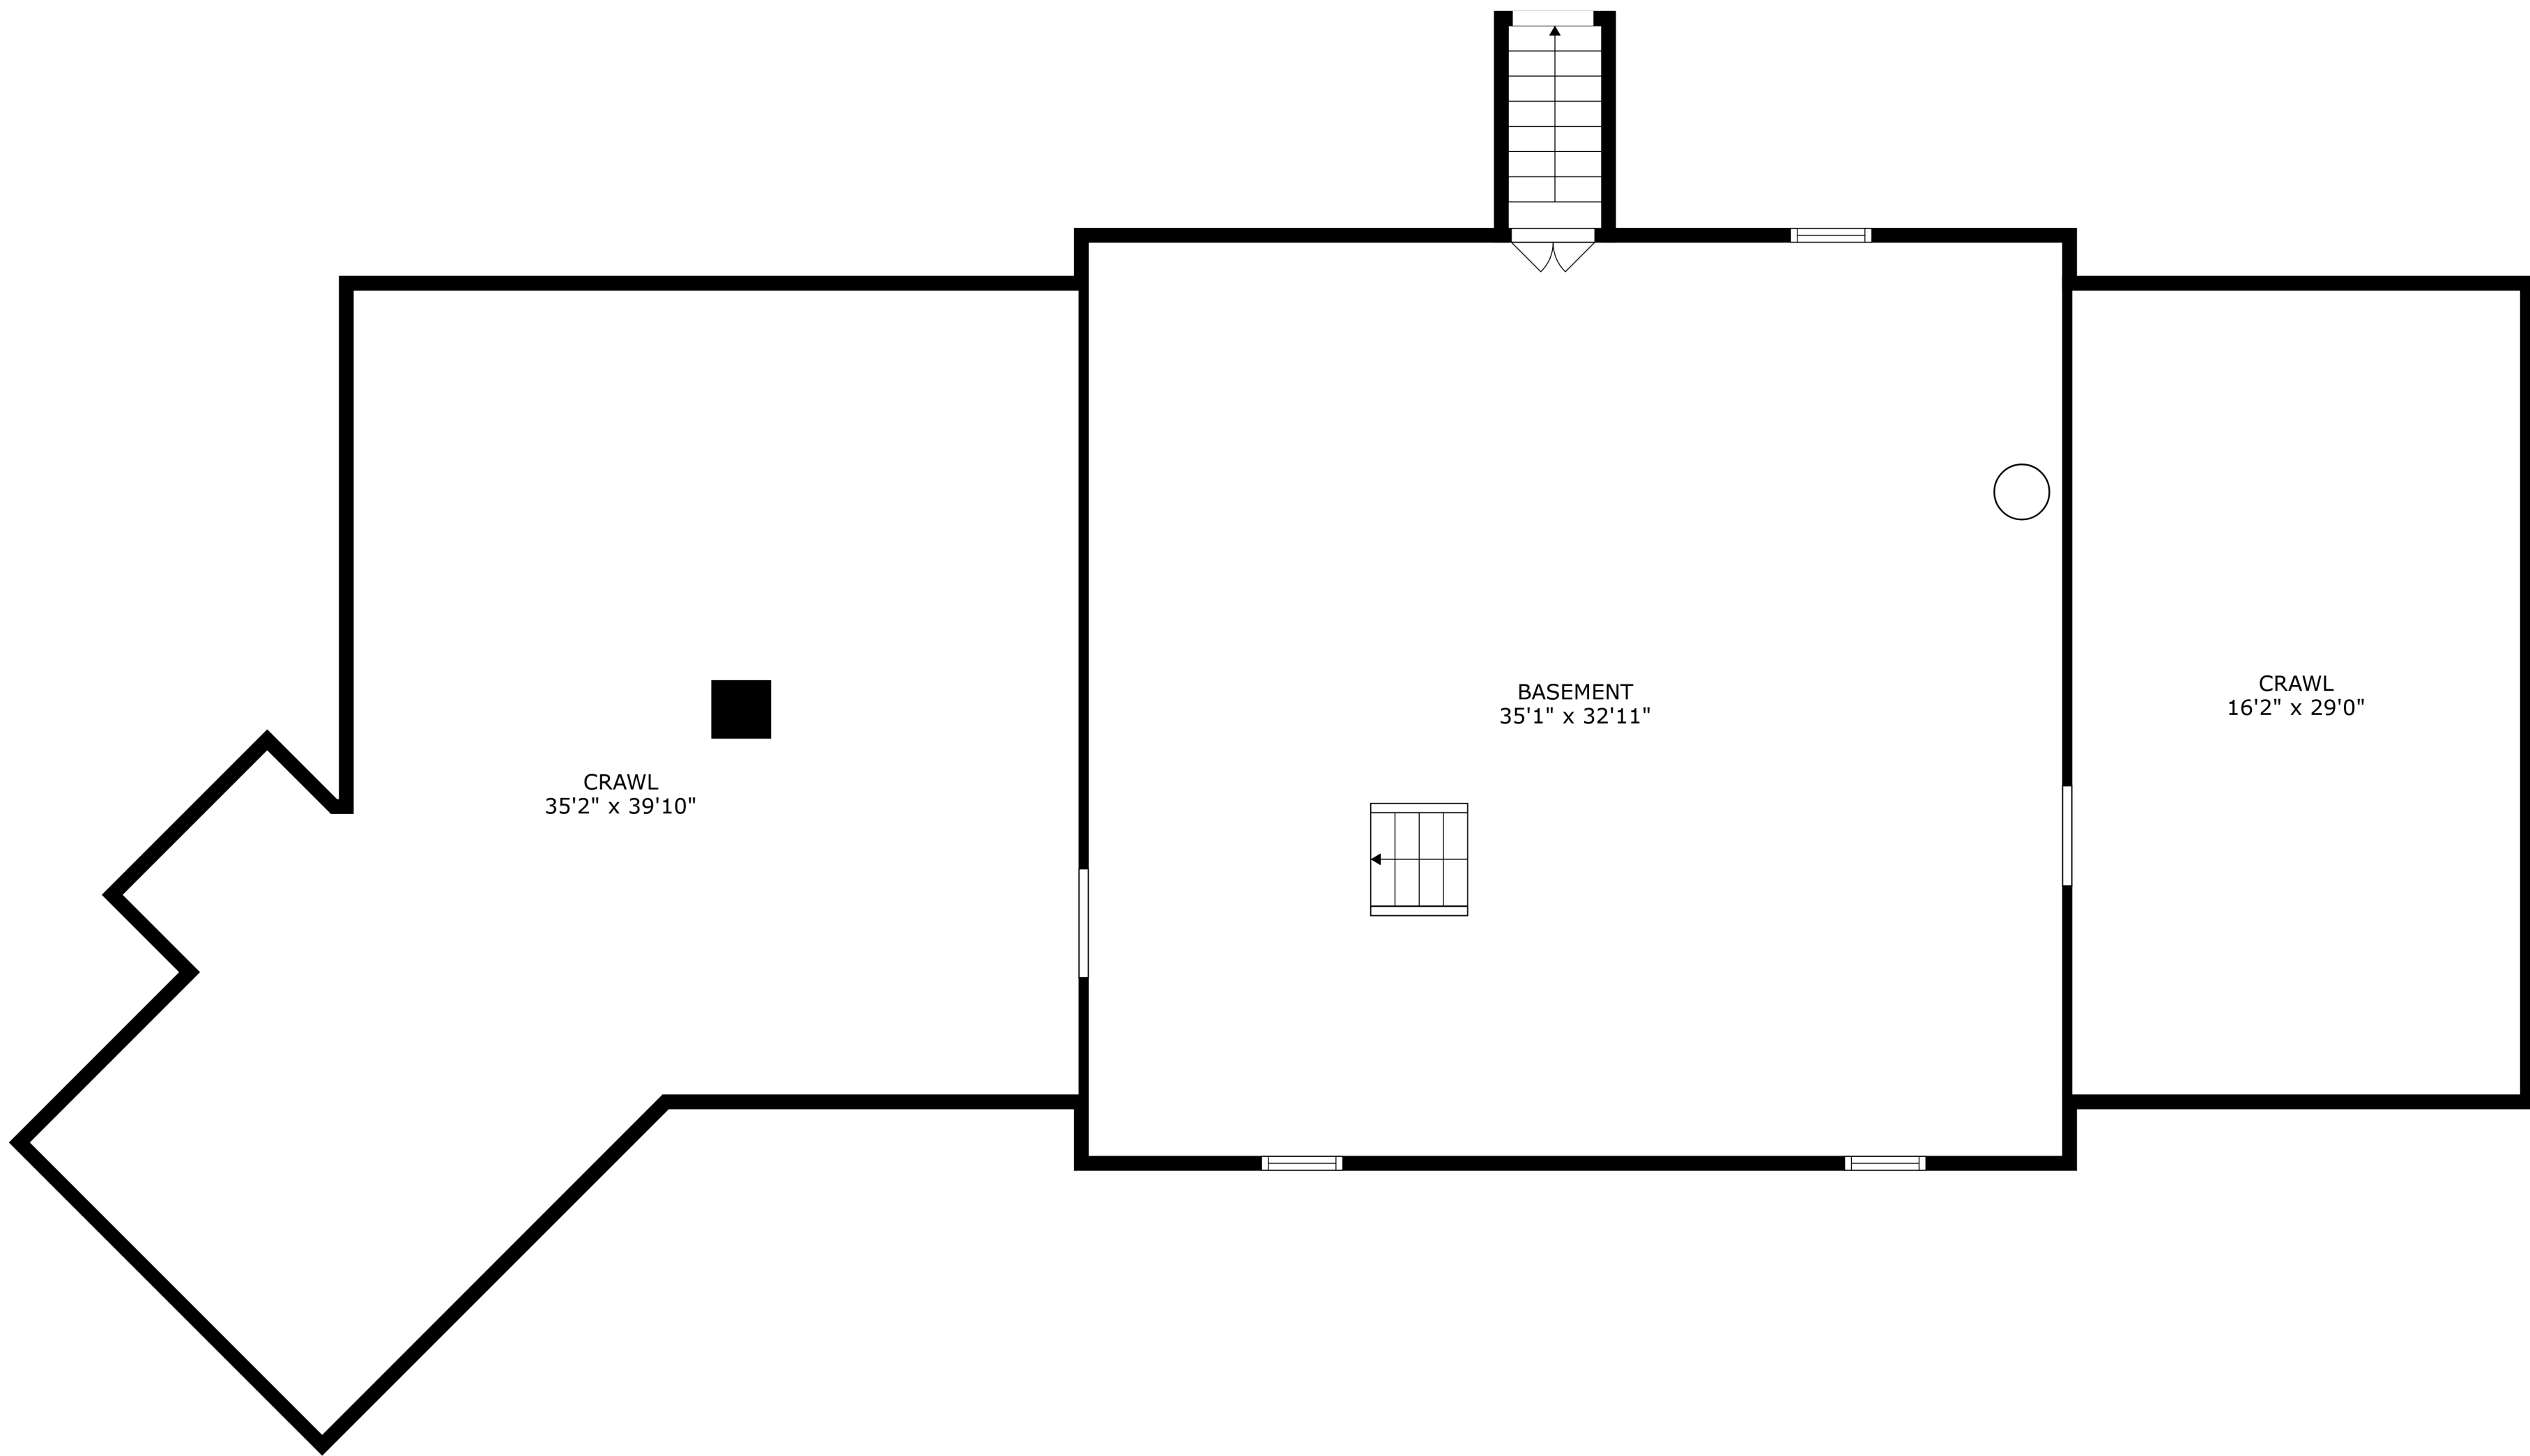 CRAWL
35'2" x 39'10"
BASEMENT
35'1" x 32'11"
CRAWL
16'2" x 29'0"